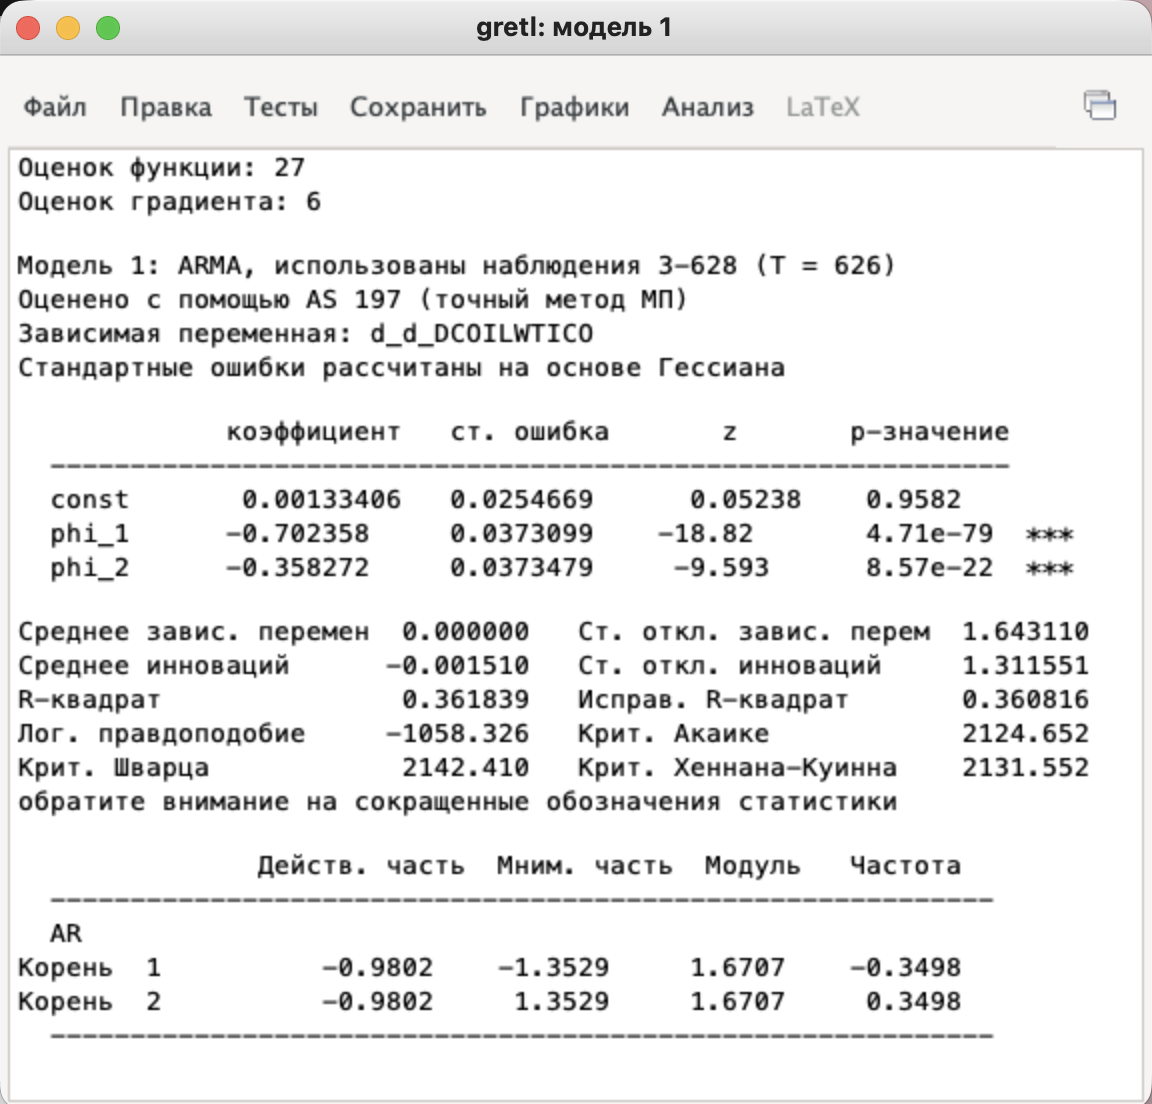 gretl: модель 1
Файл Правка Тесты Сохранить Графики Анализ LaTeX
Оценок функции: 27
Оценок градиента: 6
Модель 1: ARMA, использованы наблюдения 3-628 (T = 626)
Оценено с помощью AS 197 (точный метод МП)
Зависимая переменная: d_d_DCOILWTICO
Стандартные ошибки рассчитаны на основе Гессиана
коэффициент ст. ошибка z p-значение
const 0.00133406 0.0254669 0.05238 0.9582
phi_1 -0.702358 0.0373099 -18.82 4.71e-79 ***
phi_2 -0.358272 0.0373479 -9.593 8.57e-22 ***
Среднее завис. перемен 0.000000 Ст. откл. завис. перем 1.643110
Среднее инноваций -0.001510 Ст. откл. инноваций 1.311551
R-квадрат 0.361839 Исправ. R-квадрат 0.360816
Лог. правдоподобие -1058.326 Крит. Акаике 2124.652
Крит. Шварца 2142.410 Крит. Хеннана-Куинна 2131.552
обратите внимание на сокращенные обозначения статистики
Действ. часть Мним. часть Модуль Частота
AR
Корень 1 -0.9802 -1.3529 1.6707 -0.3498
Корень 2 -0.9802 1.3529 1.6707 0.3498